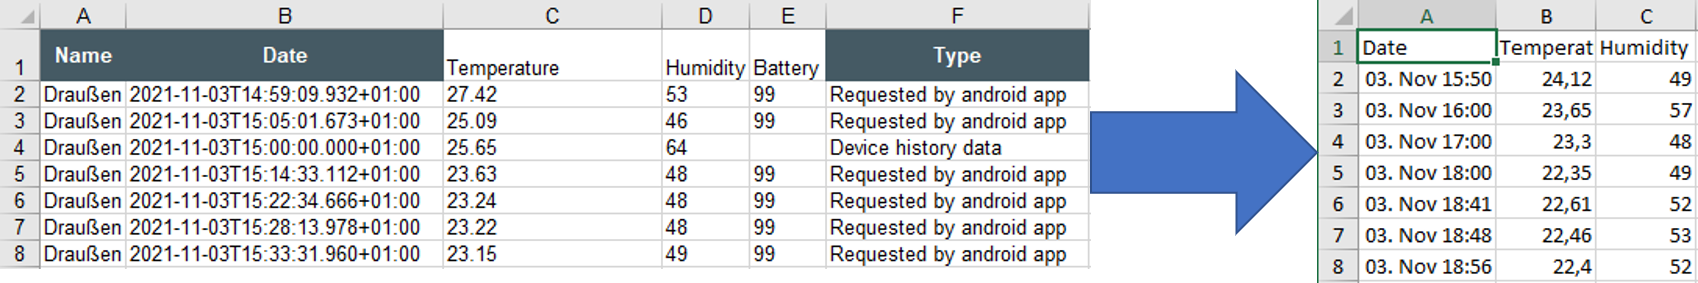 A B C D E F
1 Name Date Temperature Humidity Battery Type
2 Draußen 2021-11-03T14:59:09.932+01:00 27.42 53 99 Requested by android app
3 Draußen 2021-11-03T15:05:01.673+01:00 25.09 46 99 Requested by android app
4 Draußen 2021-11-03T15:00:00.000+01:00 25.65 64 Device history data
5 Draußen 2021-11-03T15:14:33.112+01:00 23.63 48 99 Requested by android app
6 Draußen 2021-11-03T15:22:34.666+01:00 23.24 48 99 Requested by android app
7 Draußen 2021-11-03T15:28:13.978+01:00 23.22 48 99 Requested by android app
8 Draußen 2021-11-03T15:33:31.960+01:00 23.15 49 99 Requested by android app
A B C
1 Date Temperat Humidity
2 03. Nov 15:50 24,12 49
3 03. Nov 16:00 23,65 57
4 03. Nov 17:00 23,3 48
5 03. Nov 18:00 22,35 49
6 03. Nov 18:41 22,61 52
7 03. Nov 18:48 22,46 53
8 03. Nov 18:56 22,4 52